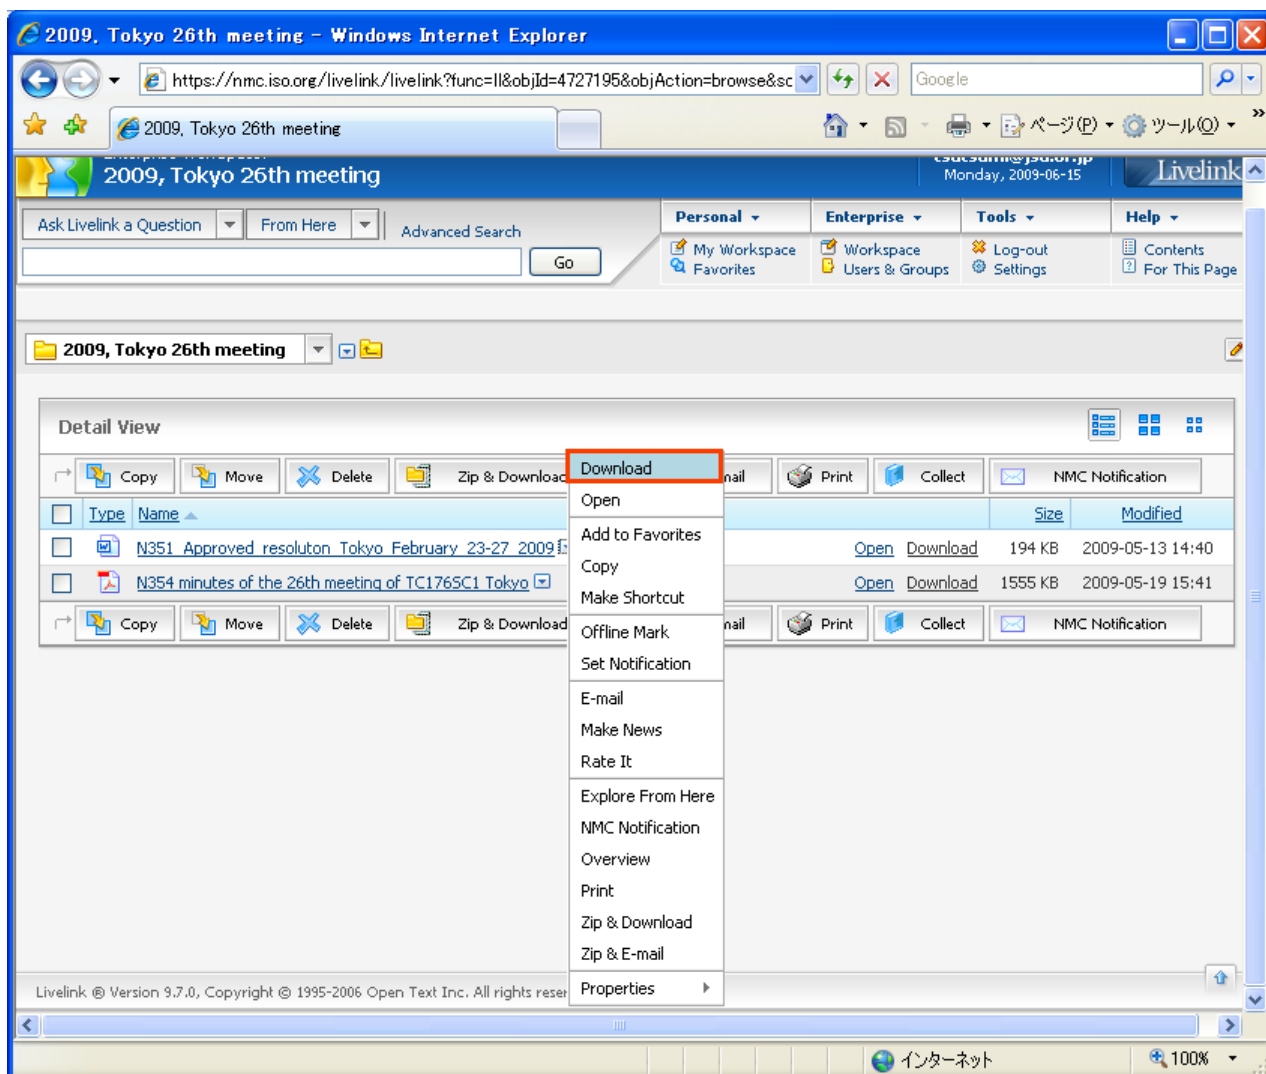 2009, Tokyo 26th meeting - Windows Internet Explorer
https://nmc.iso.org/livelink/livelink?func=ll&objId=4727195&objAction=browse&sc
Google
2009, Tokyo 26th meeting
ページ(P)
ツール(O)
»
2009, Tokyo 26th meeting
Monday, 2009-06-15
Livelink
Ask Livelink a Question
From Here
Advanced Search
Go
Personal
Enterprise
Tools
Help
My Workspace
Workspace
Log-out
Contents
Favorites
Users & Groups
Settings
For This Page
2009, Tokyo 26th meeting
Detail View
Copy
Move
Delete
Zip & Download
mail
Print
Collect
NMC Notification
Type
Name
Size
Modified
N351 Approved resoluton Tokyo February 23-27 2009
Open Download 194 KB 2009-05-13 14:40
N354 minutes of the 26th meeting of TC176SC1 Tokyo
Open Download 1555 KB 2009-05-19 15:41
Copy
Move
Delete
Zip & Download
mail
Print
Collect
NMC Notification
Download
Open
Add to Favorites
Copy
Make Shortcut
Offline Mark
Set Notification
E-mail
Make News
Rate It
Explore From Here
NMC Notification
Overview
Print
Zip & Download
Zip & E-mail
Properties
Livelink ® Version 9.7.0, Copyright © 1995-2006 Open Text Inc. All rights reser
インターネット
100%